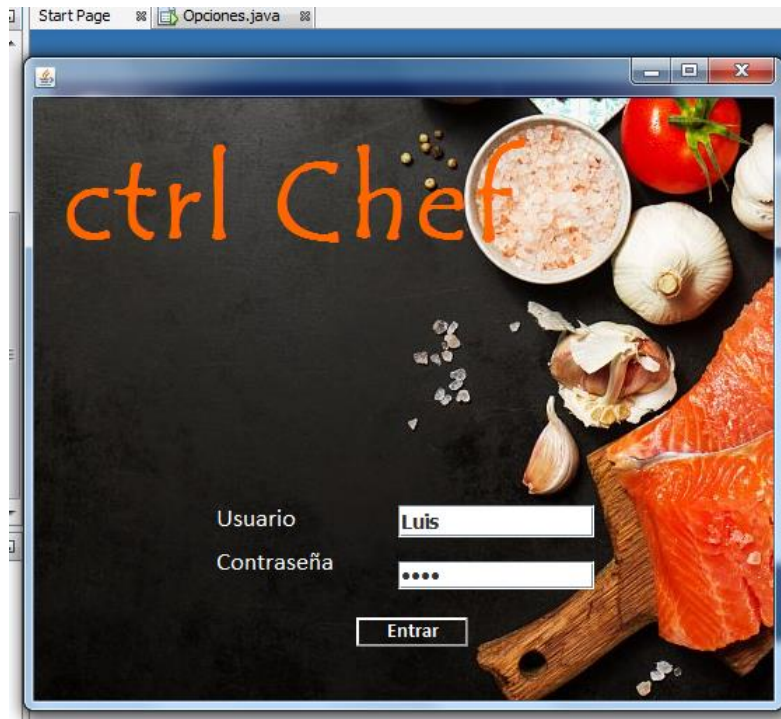 Start Page
Opciones.java
ctrl Chef
Usuario
Luis
Contraseña
••••
Entrar